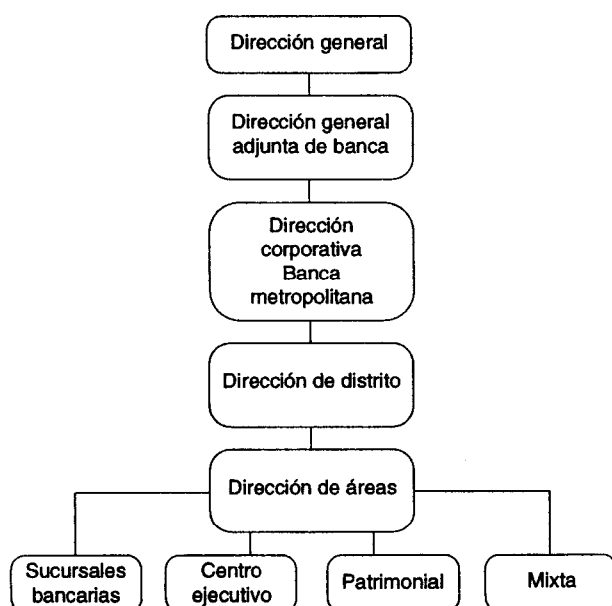 Dirección general
Dirección general
adjunta de banca
Dirección
corporativa
Banca
metropolitana
Dirección de distrito
Dirección de áreas
Sucursales
bancarias
Centro
ejecutivo
Patrimonial
Mixta